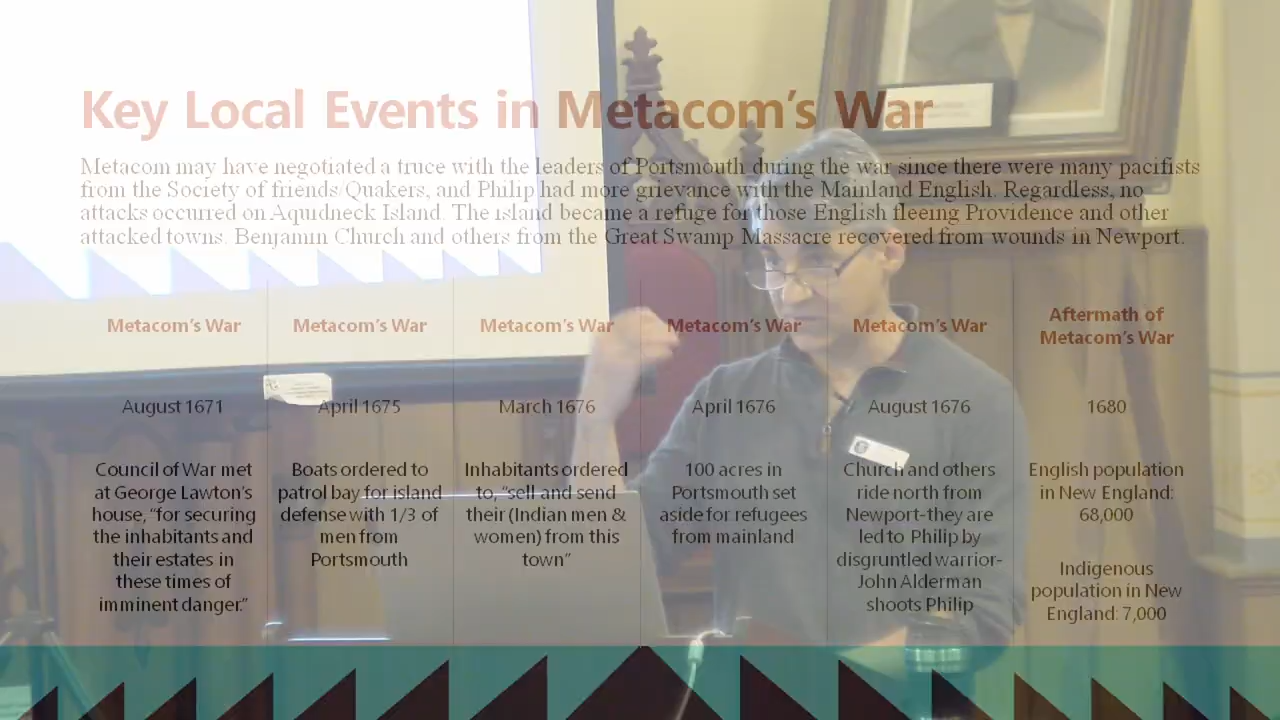 Key Local Events in Metacom's War
Metacom may have negotiated a truce with the leaders of Portsmouth during the war since there were many pacifists
from the Society of friends/Quakers, and Philip had more grievance with the Mainland English. Regardless, no
attacks occurred on Aquidneck Island. The island became a refuge for those English fleeing Providence and other
attacked towns. Benjamin Church and others from the Great Swamp Massacre recovered from wounds in Newport.
Metacom's War
August 1671
Council of War met
at George Lawton's
house, "for securing
the inhabitants and
their estates in
these times of
imminent danger."
Metacom's War
April 1675
Boats ordered to
patrol bay for island
defense with 1/3 of
men from
Portsmouth
Metacom's War
March 1676
Inhabitants ordered
to, "sell and send
their (Indian men &
women) from this
town"
Metacom's War
April 1676
100 acres in
Portsmouth set
aside for refugees
from mainland
Metacom's War
August 1676
Church and others
ride north from
Newport-they are
led to Philip by
disgruntled warrior-
John Alderman
shoots Philip
Aftermath of
Metacom's War
1680
English population
in New England:
68,000
Indigenous
population in New
England: 7,000